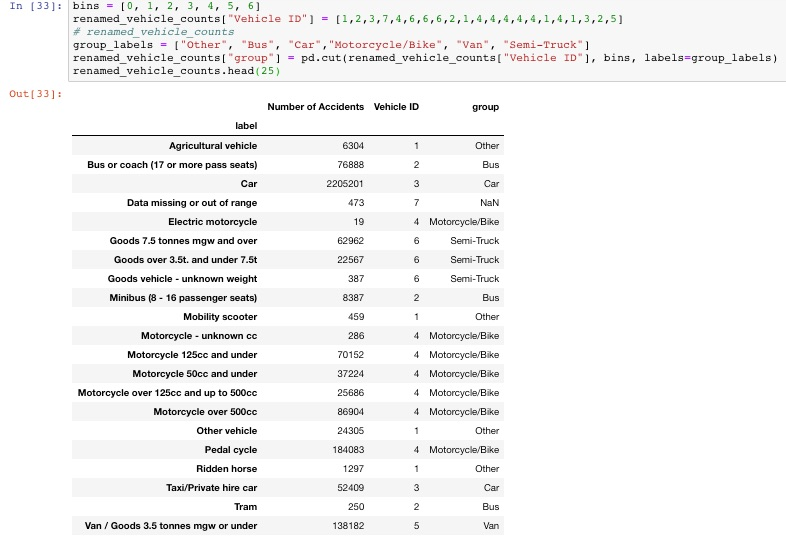 In [33]: bins = [0, 1, 2, 3, 4, 5, 6]
renamed_vehicle_counts["Vehicle ID"] = [1,2,3,7,4,6,6,6,2,1,4,4,4,4,4,1,4,1,3,2,5]
# renamed_vehicle_counts
group_labels = ["Other", "Bus", "Car","Motorcycle/Bike", "Van", "Semi-Truck"]
renamed_vehicle_counts["group"] = pd.cut(renamed_vehicle_counts["Vehicle ID"], bins, labels=group_labels)
renamed_vehicle_counts.head(25)
Out[33]:
Number of Accidents Vehicle ID group
label
Agricultural vehicle 6304 1 Other
Bus or coach (17 or more pass seats) 76888 2 Bus
Car 2205201 3 Car
Data missing or out of range 473 7 NaN
Electric motorcycle 19 4 Motorcycle/Bike
Goods 7.5 tonnes mgw and over 62962 6 Semi-Truck
Goods over 3.5t. and under 7.5t 22567 6 Semi-Truck
Goods vehicle - unknown weight 387 6 Semi-Truck
Minibus (8 - 16 passenger seats) 8387 2 Bus
Mobility scooter 459 1 Other
Motorcycle - unknown cc 286 4 Motorcycle/Bike
Motorcycle 125cc and under 70152 4 Motorcycle/Bike
Motorcycle 50cc and under 37224 4 Motorcycle/Bike
Motorcycle over 125cc and up to 500cc 25686 4 Motorcycle/Bike
Motorcycle over 500cc 86904 4 Motorcycle/Bike
Other vehicle 24305 1 Other
Pedal cycle 184083 4 Motorcycle/Bike
Ridden horse 1297 1 Other
Taxi/Private hire car 52409 3 Car
Tram 250 2 Bus
Van / Goods 3.5 tonnes mgw or under 138182 5 Van